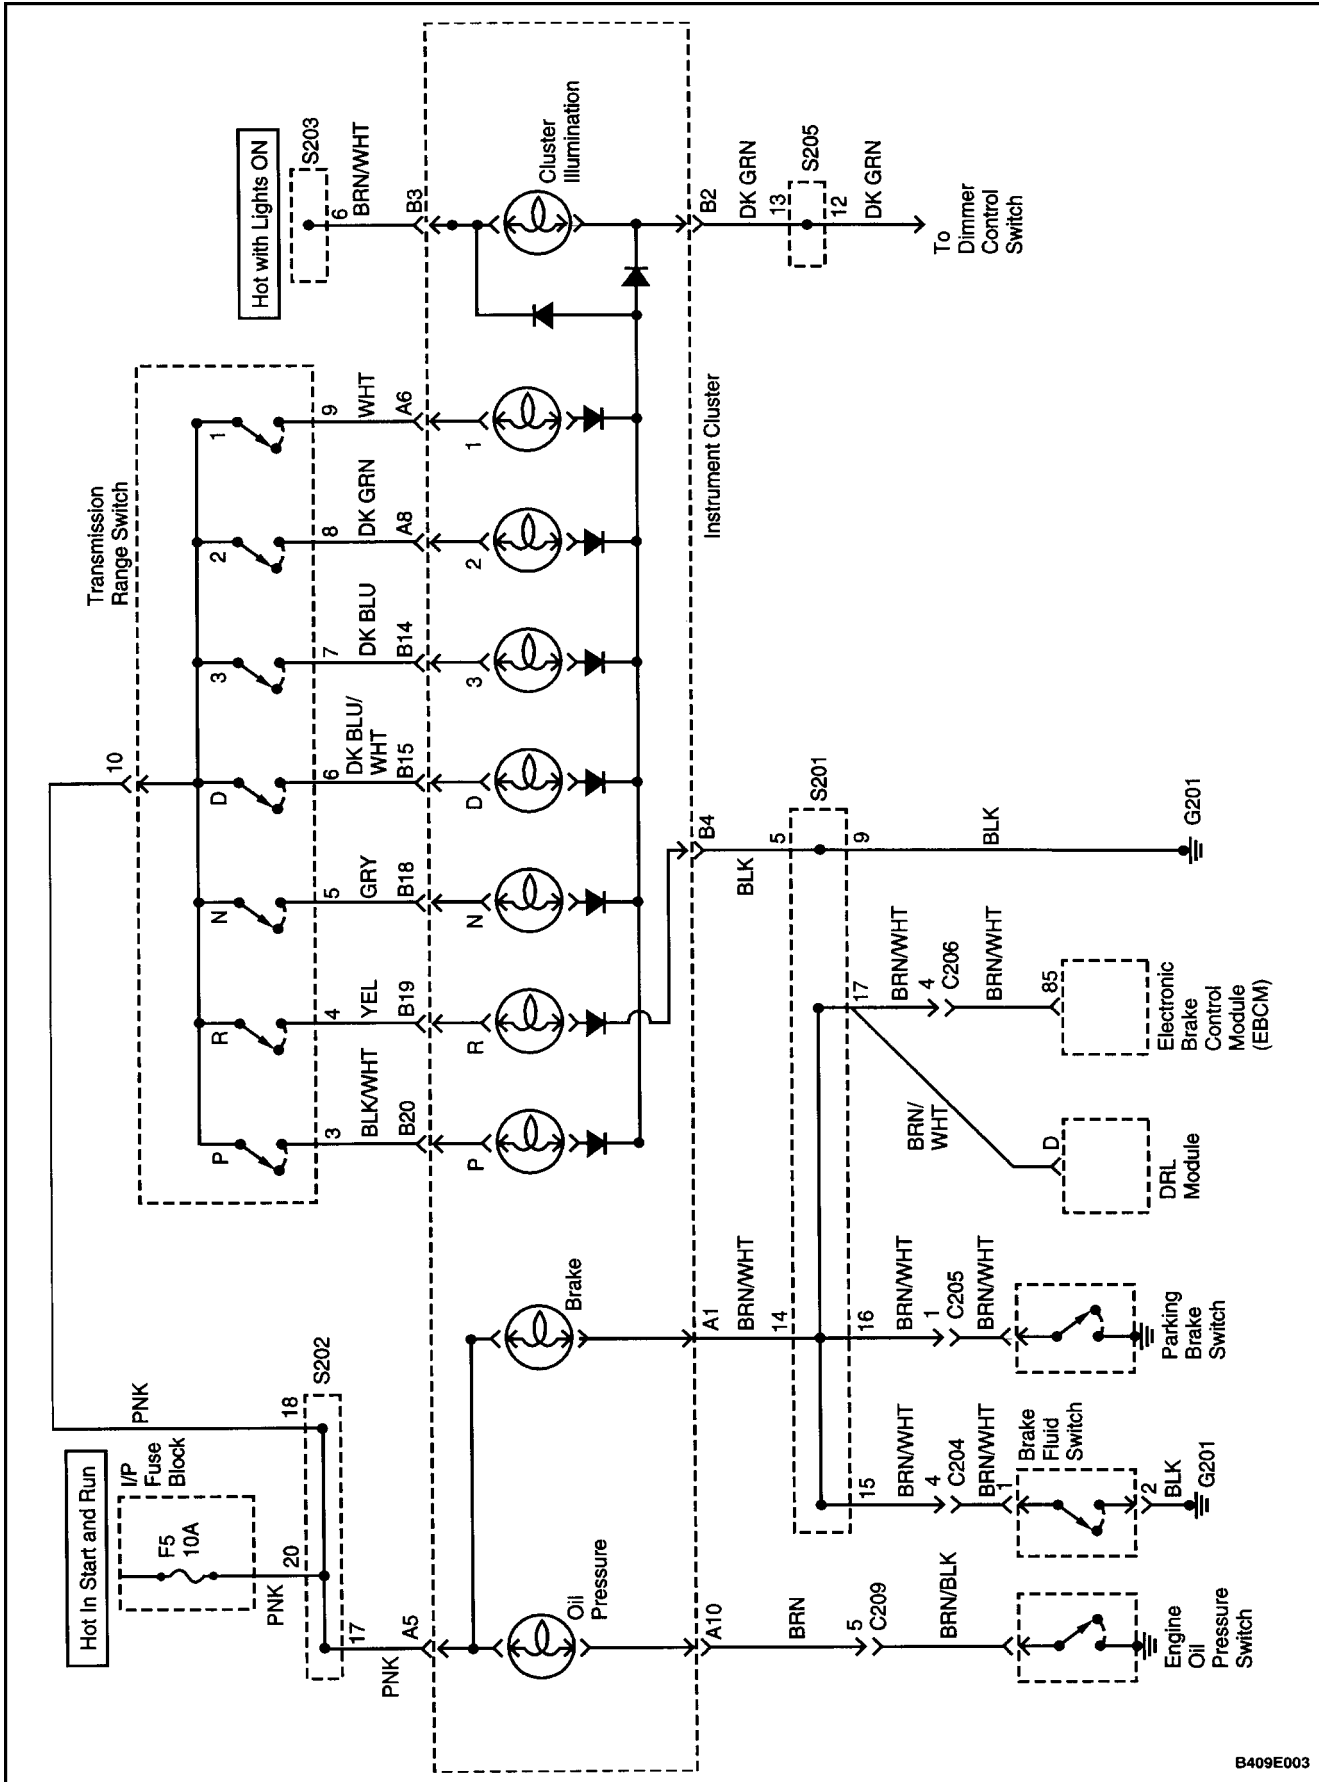 Hot In Start and Run
I/P
Fuse
Block
F5
10A
PNK
PNK
20
18
S202
17
PNK
A5
Transmission
Range Switch
10
P
R
N
D
3
2
1
3
4
5
6
7
8
9
BLK/WHT
YEL
GRY
DK BLU/
WHT
DK BLU
DK GRN
WHT
B20
B19
B18
B15
B14
A8
A6
Hot with Lights ON
S203
6
BRN/WHT
B3
Oil
Pressure
Brake
P
R
N
D
3
2
1
Cluster
Illumination
Instrument Cluster
A10
A1
B4
B2
BRN
BRN/WHT
BLK
DK GRN
14
5
S201
13
S205
12
DK GRN
To
Dimmer
Control
Switch
15
16
17
9
5
C209
BRN/BLK
BRN/WHT
4
C204
BRN/WHT
1
BRN/WHT
1
C205
BRN/WHT
BRN/
WHT
D
BRN/WHT
4
C206
BRN/WHT
85
BLK
G201
Engine
Oil
Pressure
Switch
Brake
Fluid
Switch
2
BLK
G201
Parking
Brake
Switch
DRL
Module
Electronic
Brake
Control
Module
(EBCM)
B409E003